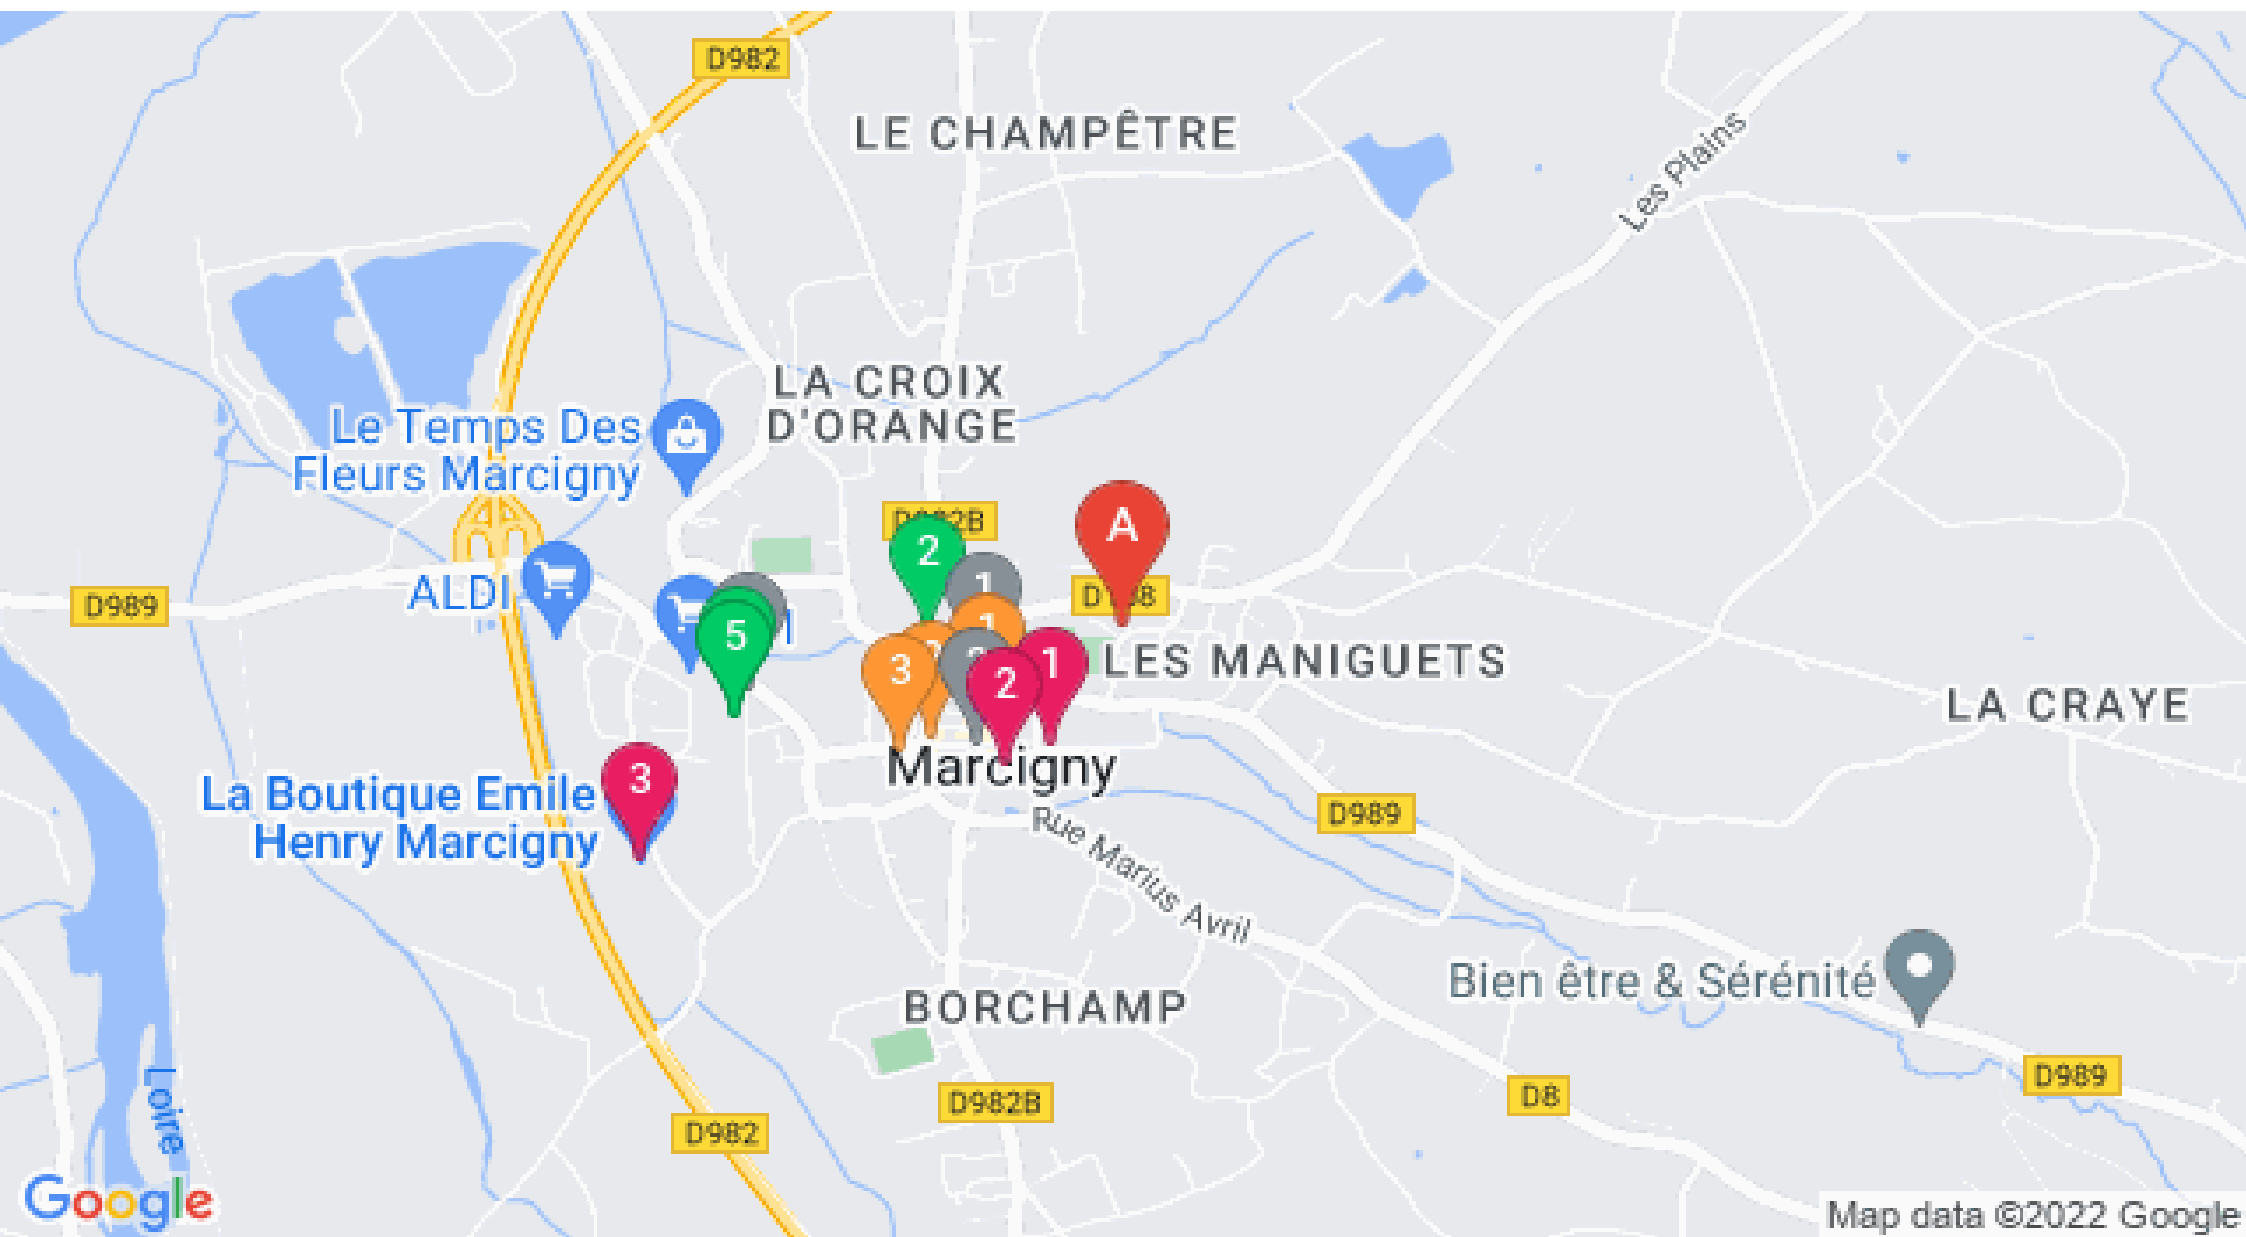 D982
LE CHAMPÊTRE
Les Plains
LA CROIX
D'ORANGE
Le Temps Des
Fleurs Marcigny
2
A
1
D989
ALDI
5
1
3
2
1
LES MANIGUETS
LA CRAYE
Marcigny
3
La Boutique Emile
Henry Marcigny
D989
Rue Marius Avril
Bien être & Sérénité
BORCHAMP
D989
D982B
D8
D982
Loire
Google
Map data ©2022 Google